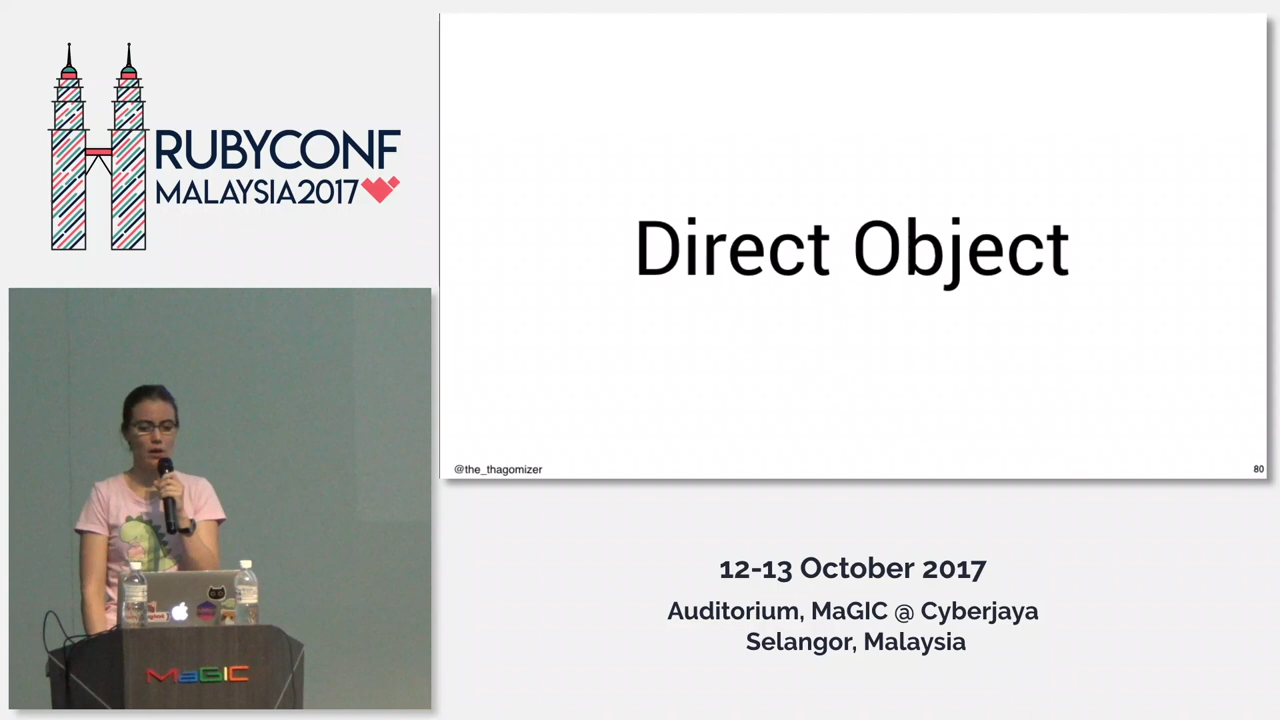 RUBYCONF
MALAYSIA2017
Direct Object
@the_thagomizer
80
12-13 October 2017
Auditorium, MaGIC @ Cyberjaya
Selangor, Malaysia
MaGIC